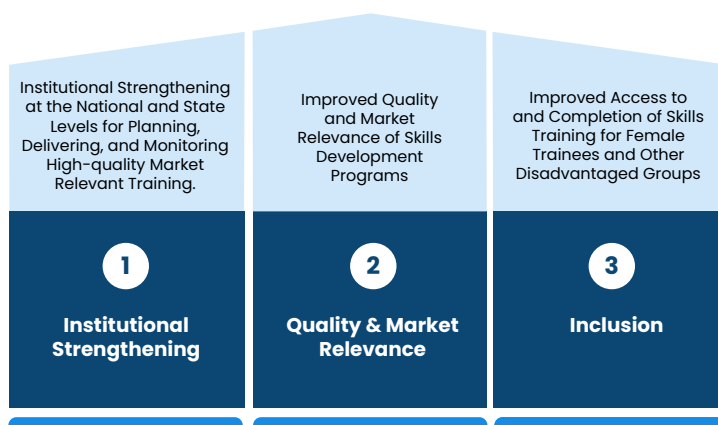 Institutional Strengthening
at the National and State
Levels for Planning,
Delivering, and Monitoring
High-quality Market
Relevant Training.
1
Institutional
Strengthening
Improved Quality
and Market
Relevance of Skills
Development
Programs
2
Quality & Market
Relevance
Improved Access to
and Completion of Skills
Training for Female
Trainees and Other
Disadvantaged Groups
3
Inclusion